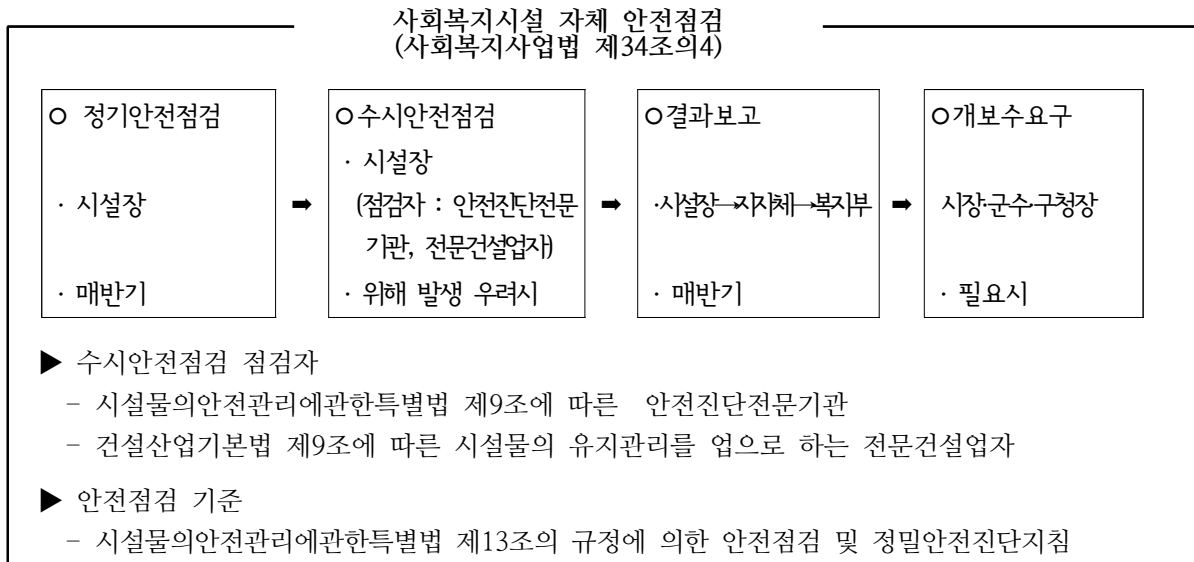 사회복지시설 자체 안전점검
(사회복지사업법 제34조의4)
○ 정기안전점검
· 시설장
· 매반기
➡
○수시안전점검
· 시설장
(점검자 : 안전진단전문
기관, 전문건설업자)
· 위해 발생 우려시
➡
○결과보고
·시설장→지자체→복지부
· 매반기
➡
○개보수요구
시장·군수·구청장
· 필요시
▶ 수시안전점검 점검자
- 시설물의안전관리에관한특별법 제9조에 따른 안전진단전문기관
- 건설산업기본법 제9조에 따른 시설물의 유지관리를 업으로 하는 전문건설업자
▶ 안전점검 기준
- 시설물의안전관리에관한특별법 제13조의 규정에 의한 안전점검 및 정밀안전진단지침